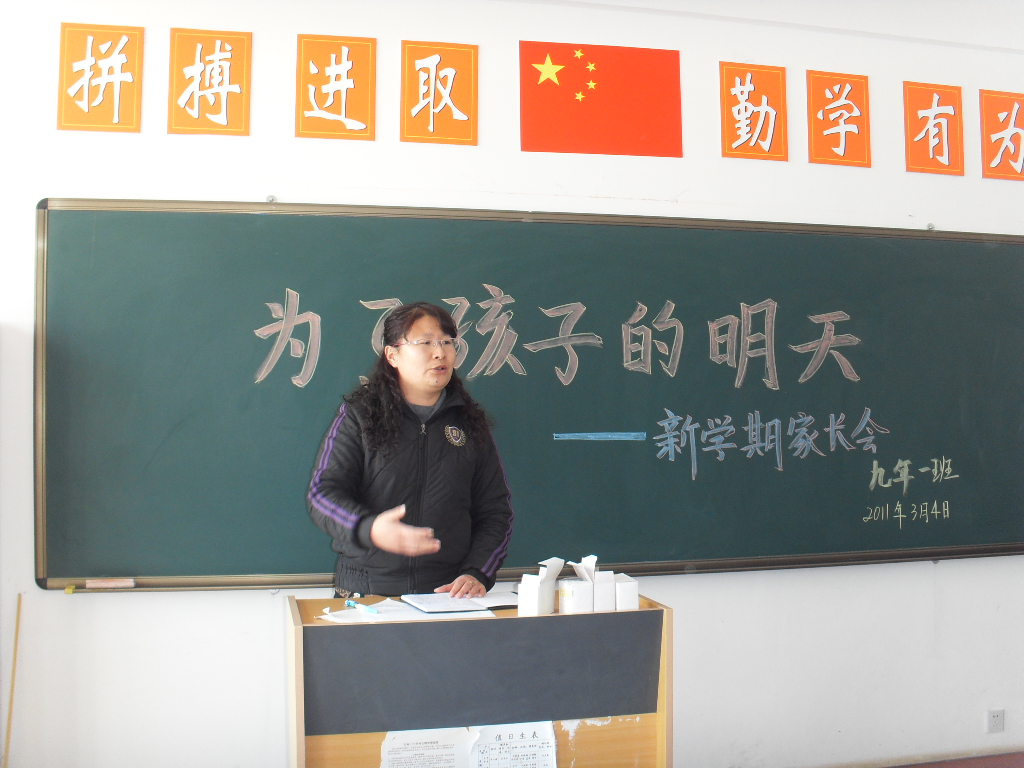 拼搏进取 勤学有为
为了孩子的明天
——新学期家长会
九年一班
2011年3月4日
值日生表